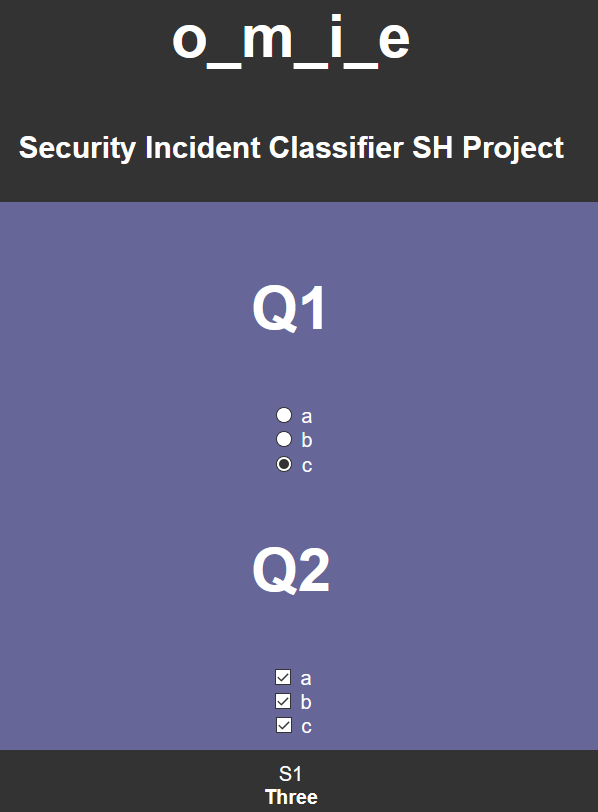 o_m_i_e
Security Incident Classifier SH Project
Q1
a
b
c
Q2
a
b
c
S1
Three